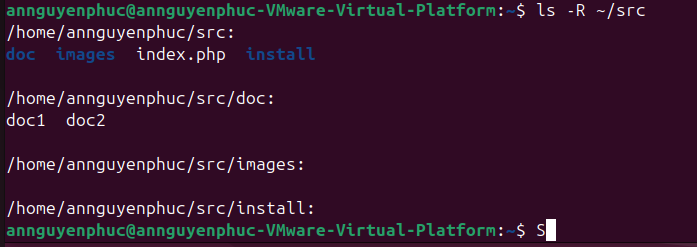 annguyenphuc@annguyenphuc-VMware-Virtual-Platform:~$ ls -R ~/src
/home/annguyenphuc/src:
doc  images  index.php  install

/home/annguyenphuc/src/doc:
doc1  doc2

/home/annguyenphuc/src/images:

/home/annguyenphuc/src/install:
annguyenphuc@annguyenphuc-VMware-Virtual-Platform:~$ S